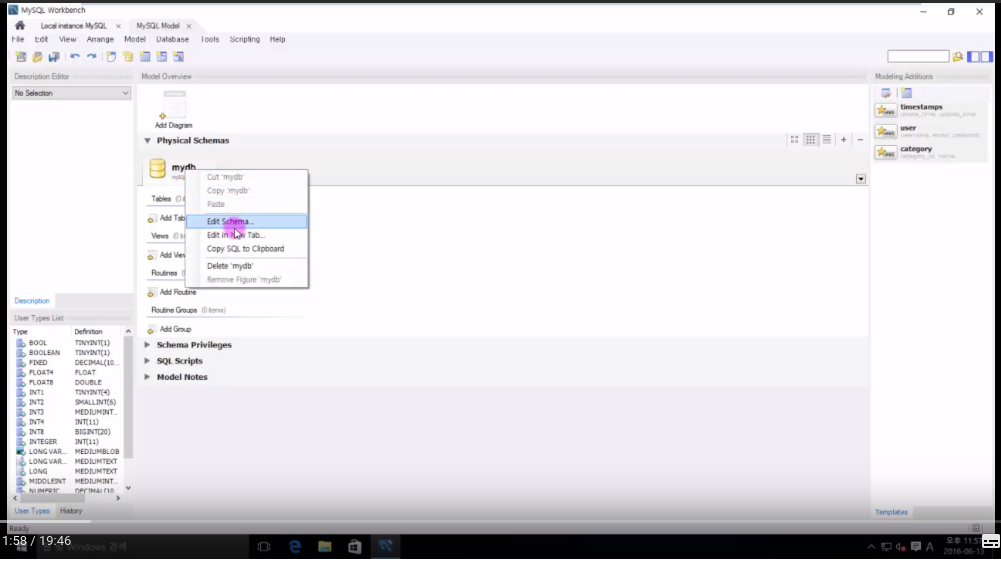 MySQL Workbench
Local instance MySQL × MySQL Model ×
File Edit View Arrange Model Database Tools Scripting Help
Description Editor
No Selection
Model Overview
Add Diagram
Physical Schemas
mydb
Cut 'mydb'
Copy 'mydb'
Paste
Edit Schema...
Edit in New Tab...
Copy SQL to Clipboard
Delete 'mydb'
Remove Figure 'mydb'
Tables
Add Tab
Views
Add View
Routines
Add Routine
Routine Groups (0 items)
Add Group
Schema Privileges
SQL Scripts
Model Notes
Modeling Additions
timestamps
create_time, update_time
user
category
category_id, name
Templates
Description
User Types List
Type Definition
BOOL TINYINT(1)
BOOLEAN TINYINT(1)
FIXED DECIMAL(10...
FLOAT4 FLOAT
FLOAT8 DOUBLE
INT1 TINYINT(4)
INT2 SMALLINT(6)
INT3 MEDIUMINT...
INT4 INT(11)
INT8 BIGINT(20)
INTEGER INT(11)
LONG VAR... MEDIUMBLOB
LONG VAR... MEDIUMTEXT
LONG MEDIUMTEXT
MIDDLEINT MEDIUMINT...
NUMERIC DECIMAL(10...
User Types History
Ready
1:58 / 19:46
Windows 검색
A
오후 11:57
2016-06-13